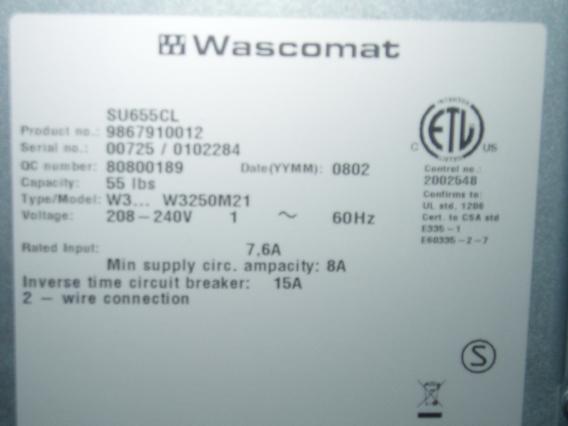 Wascomat
SU655CL
Product no.: 9867910012
Serial no.: 00725 / 0102284
QC number: 80800189 Date(YYMM): 0802
Capacity: 55 lbs
Type/Model: W3... W3250M21
Voltage: 208-240V 1 ~ 60Hz
Rated Input: 7,6A
Min supply circ. ampacity: 8A
Inverse time circuit breaker: 15A
2 - wire connection
INTERTEK
C ETL US
Control no.:
2002548
Confirms to:
UL std. 1206
Cert. to CSA std
E335-1
E60335-2-7
S